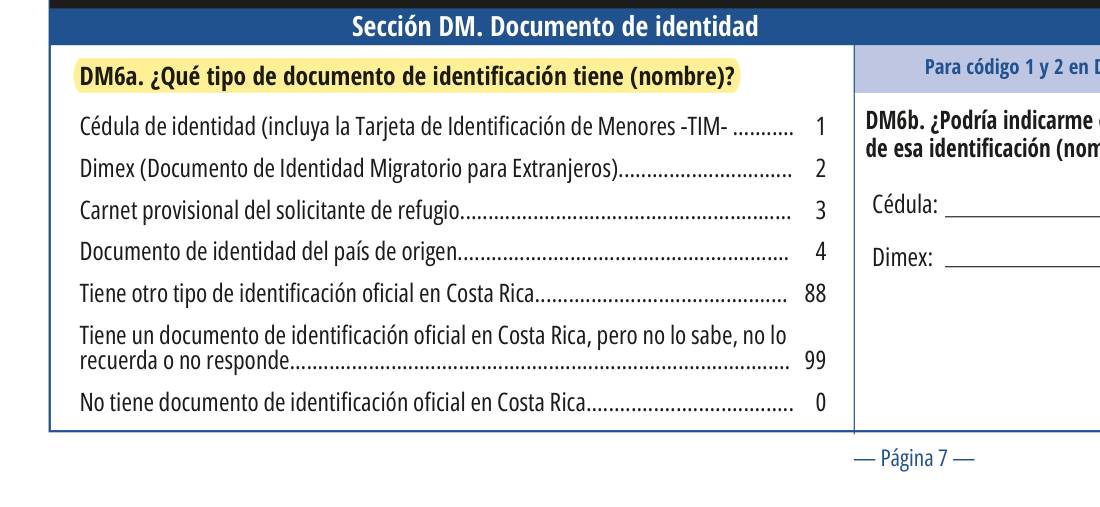 Sección DM. Documento de identidad
DM6a. ¿Qué tipo de documento de identificación tiene (nombre)?
Cédula de identidad (incluya la Tarjeta de Identificación de Menores -TIM- ........... 1
Dimex (Documento de Identidad Migratorio para Extranjeros)............................... 2
Carnet provisional del solicitante de refugio........................................................... 3
Documento de identidad del país de origen........................................................... 4
Tiene otro tipo de identificación oficial en Costa Rica............................................. 88
Tiene un documento de identificación oficial en Costa Rica, pero no lo sabe, no lo
recuerda o no responde......................................................................................... 99
No tiene documento de identificación oficial en Costa Rica..................................... 0
Para código 1 y 2 en
DM6b. ¿Podría indicarme
de esa identificación
Cédula:
Dimex:
— Página 7 —